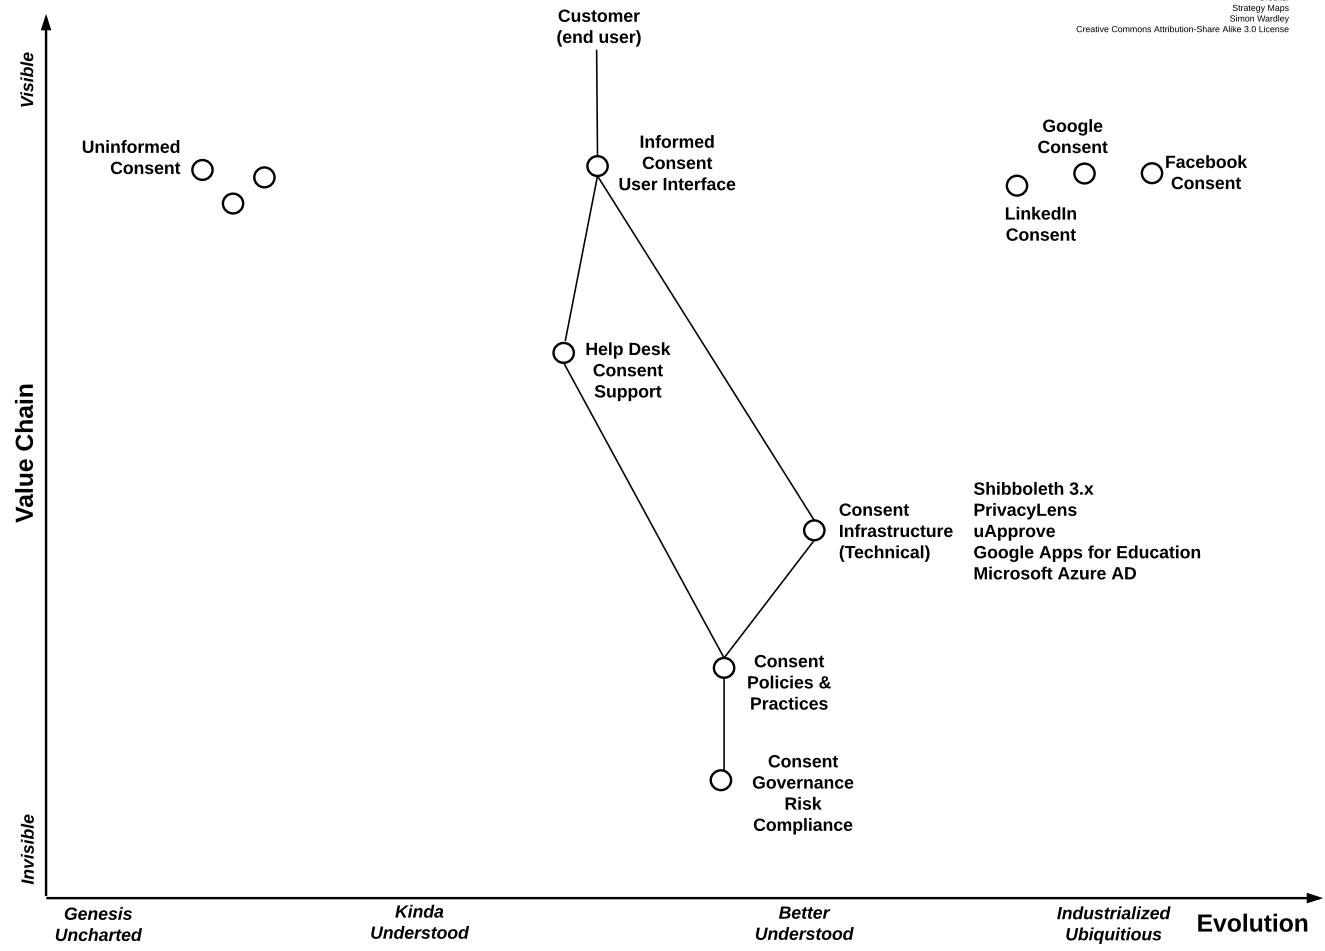 Customer
(end user)
Strategy Maps
Simon Wardley
Creative Commons Attribution-Share Alike 3.0 License
Visible
Uninformed
Consent
Informed
Consent
User Interface
Google
Consent
Facebook
Consent
LinkedIn
Consent
Help Desk
Consent
Support
Value Chain
Consent
Infrastructure
(Technical)
Shibboleth 3.x
PrivacyLens
uApprove
Google Apps for Education
Microsoft Azure AD
Consent
Policies &
Practices
Consent
Governance
Risk
Compliance
Invisible
Genesis
Uncharted
Kinda
Understood
Better
Understood
Industrialized
Ubiquitious
Evolution